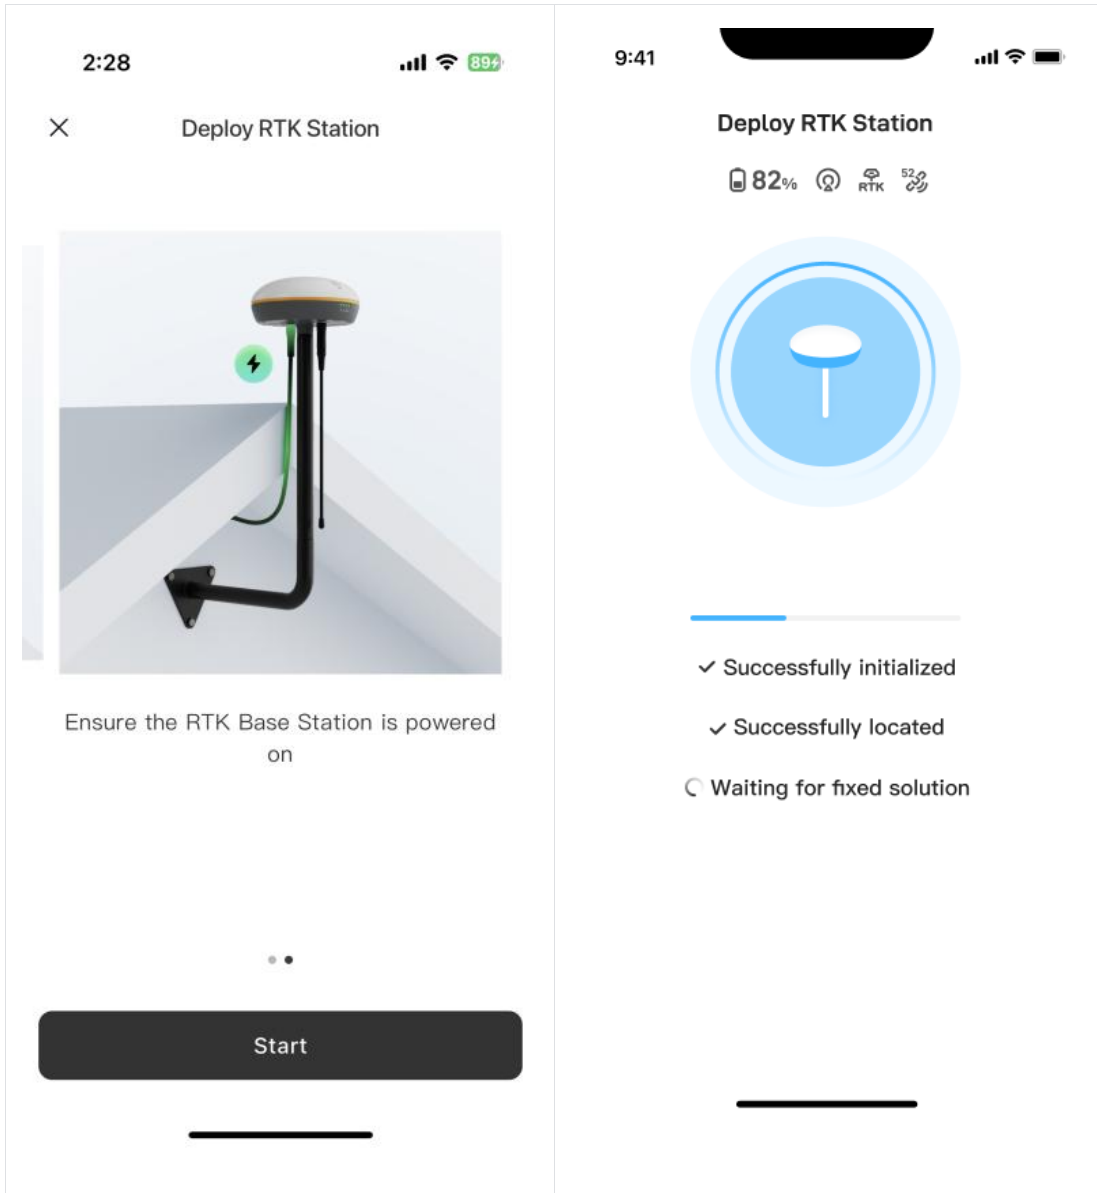 2:28
89
Deploy RTK Station
Ensure the RTK Base Station is powered
on
Start
9:41
Deploy RTK Station
82%
RTK
52
Successfully initialized
Successfully located
Waiting for fixed solution